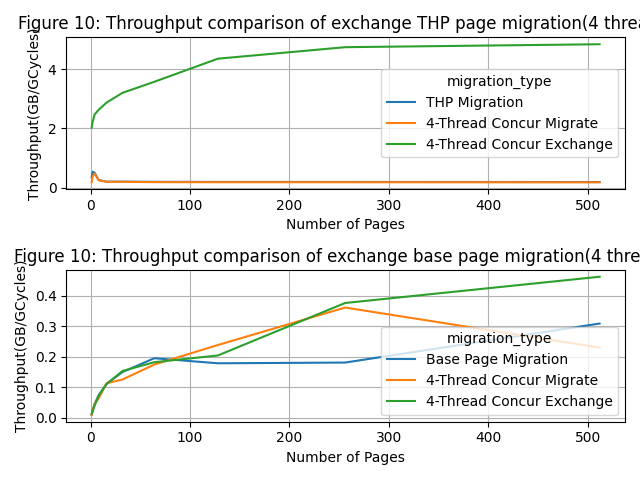 Figure 10: Throughput comparison of exchange THP page migration(4 threa
Throughput(GB/GCycles)
4
2
0
migration_type
THP Migration
4-Thread Concur Migrate
4-Thread Concur Exchange
0 100 200 300 400 500
Number of Pages
Figure 10: Throughput comparison of exchange base page migration(4 thre
Throughput(GB/GCycles)
0.4
0.3
0.2
0.1
0.0
migration_type
Base Page Migration
4-Thread Concur Migrate
4-Thread Concur Exchange
0 100 200 300 400 500
Number of Pages